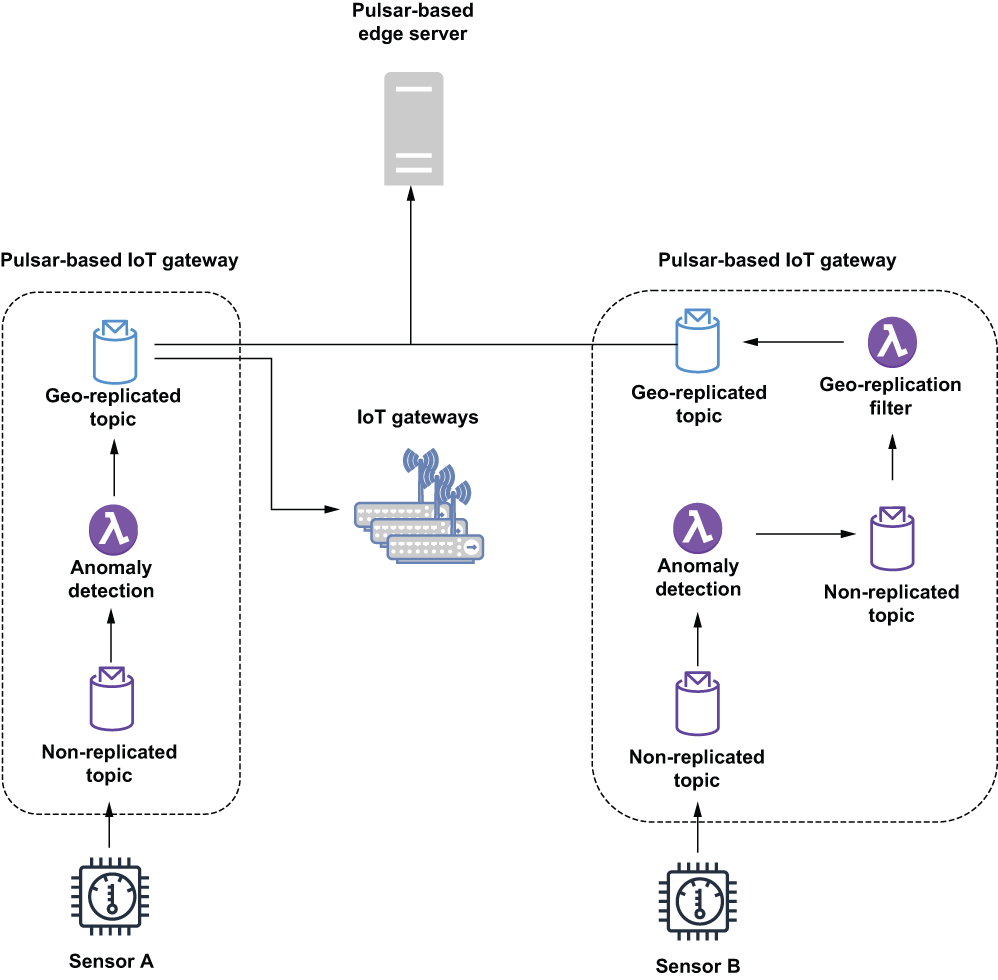 Pulsar-based
edge server
Pulsar-based IoT gateway
Geo-replicated
topic
Anomaly
detection
Non-replicated
topic
Sensor A
IoT gateways
Pulsar-based IoT gateway
Geo-replicated
topic
Geo-replication
filter
Anomaly
detection
Non-replicated
topic
Non-replicated
topic
Sensor B